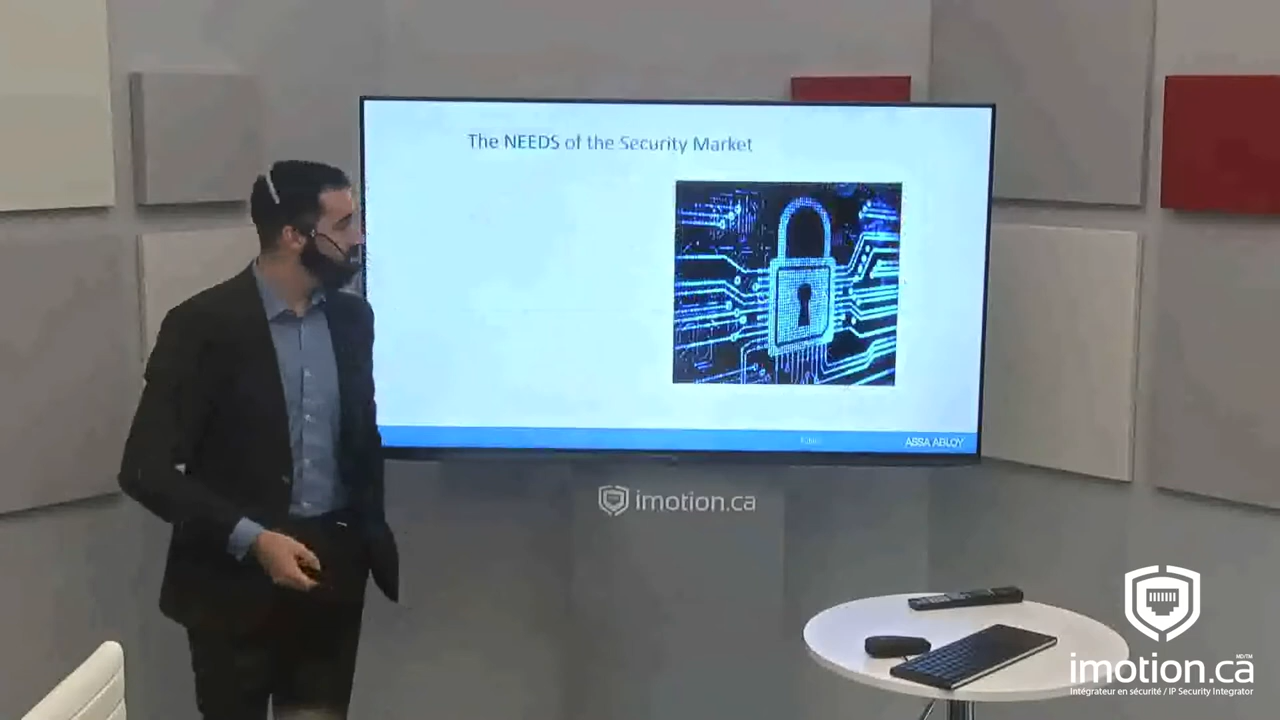 The NEEDS of the Security Market
ASSA ABLOY
imotion.ca
imotion.ca MD/TM
Intégrateur en sécurité / IP Security Integrator